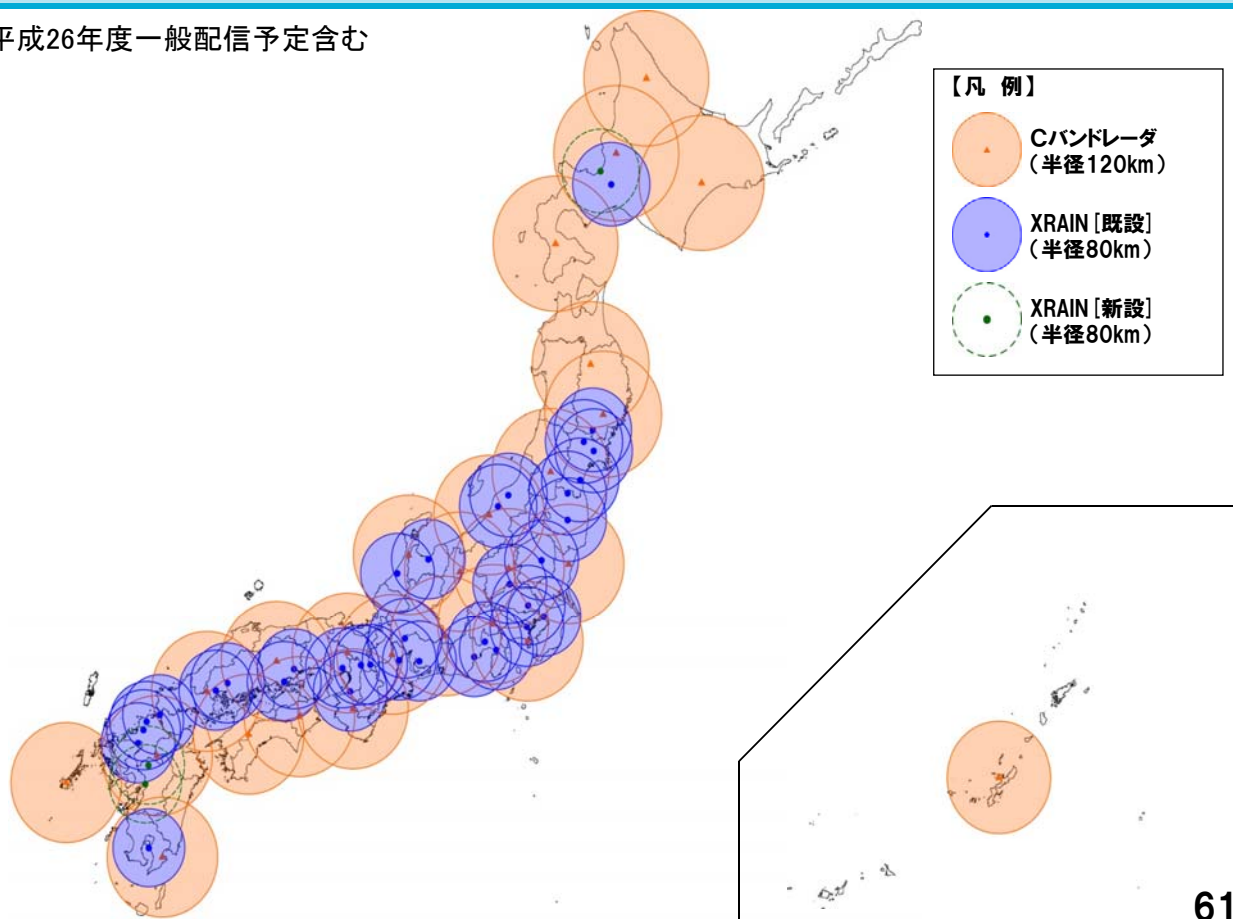 平成26年度一般配信予定含む
【凡 例】
Cバンドレーダ
（半径120km）
XRAIN［既設］
（半径80km）
XRAIN［新設］
（半径80km）
61